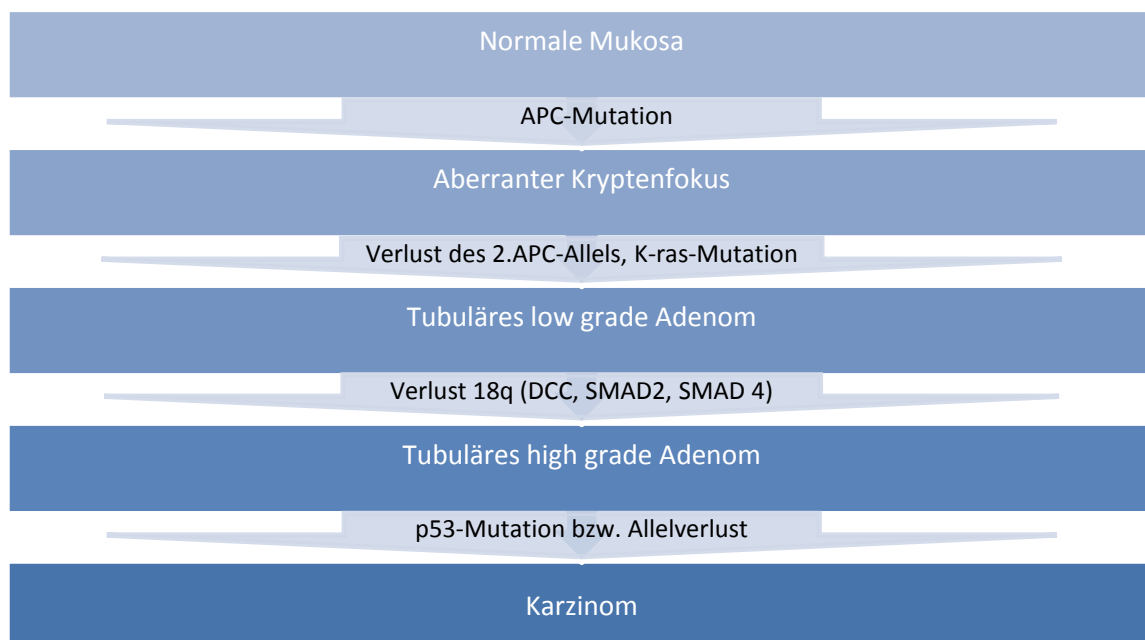 Normale Mukosa
APC-Mutation
Aberranter Kryptenfokus
Verlust des 2.APC-Allels, K-ras-Mutation
Tubuläres low grade Adenom
Verlust 18q (DCC, SMAD2, SMAD 4)
Tubuläres high grade Adenom
p53-Mutation bzw. Allelverlust
Karzinom